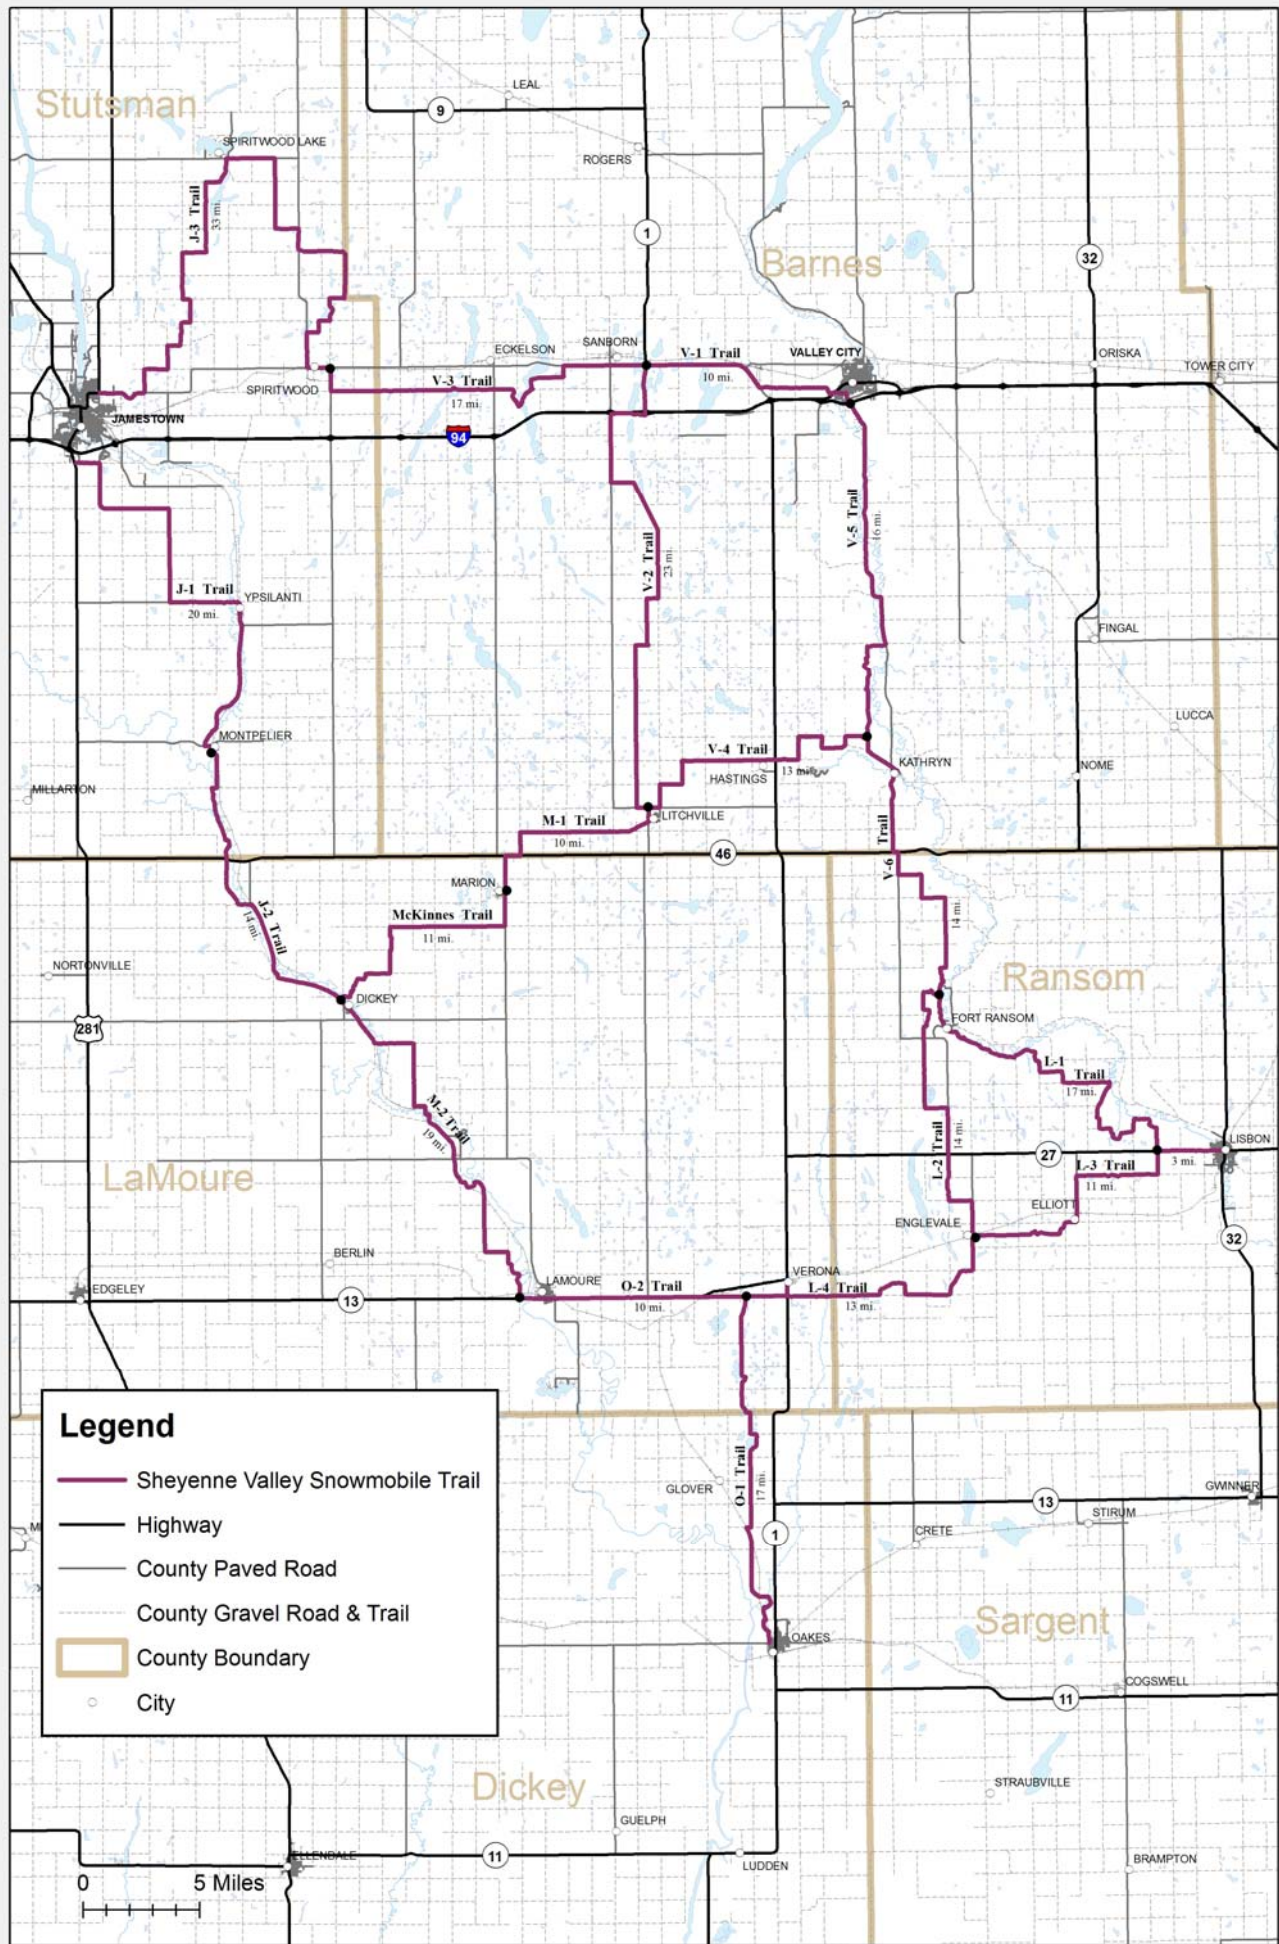 Stutsman
LEAL
9
SPIRITWOOD LAKE
ROGERS
J-3 Trail
33 mi.
1
Barnes
32
SANBORN
ECKELSON
V-1 Trail
10 mi.
VALLEY CITY
ORISKA
TOWER CITY
SPIRITWOOD
V-3 Trail
17 mi.
JAMESTOWN
94
V-5 Trail
16 mi.
V-2 Trail
23 mi.
J-1 Trail
20 mi.
YPSILANTI
FINGAL
LUCCA
MONTPELIER
V-4 Trail
13 mi.
HASTINGS
KATHRYN
NOME
MILLARTON
LITCHVILLE
M-1 Trail
10 mi.
46
V-6 Trail
14 mi.
MARION
McKinnes Trail
11 mi.
J-2 Trail
14 mi.
NORTONVILLE
Ransom
DICKEY
281
FORT RANSOM
L-1
Trail
17 mi.
M-2 Trail
19 mi.
L-2 Trail
14 mi.
LISBON
27
3 mi.
L-3 Trail
11 mi.
LaMoure
ELLIOTT
ENGLEVALE
32
BERLIN
VERONA
LAMOURE
EDGELEY
O-2 Trail
10 mi.
L-4 Trail
13 mi.
13
Legend
Sheyenne Valley Snowmobile Trail
Highway
County Paved Road
County Gravel Road & Trail
County Boundary
City
O-1 Trail
17 mi.
GLOVER
GWINNER
13
STIRUM
CRETE
1
M
Sargent
OAKES
COGSWELL
11
Dickey
STRAUBVILLE
GUELPH
ELLENDALE
11
LUDDEN
BRAMPTON
0 5 Miles